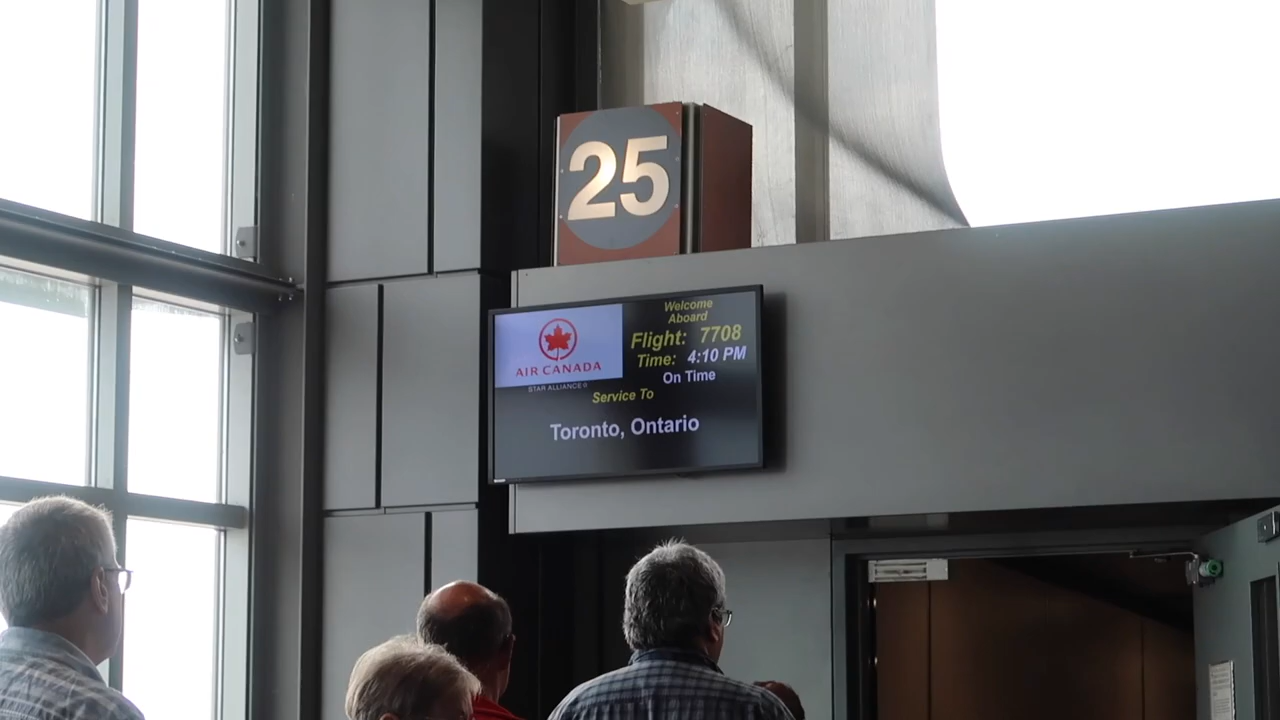 25
Welcome
Aboard
Flight: 7708
Time: 4:10 PM
On Time
AIR CANADA
STAR ALLIANCE
Service To
Toronto, Ontario